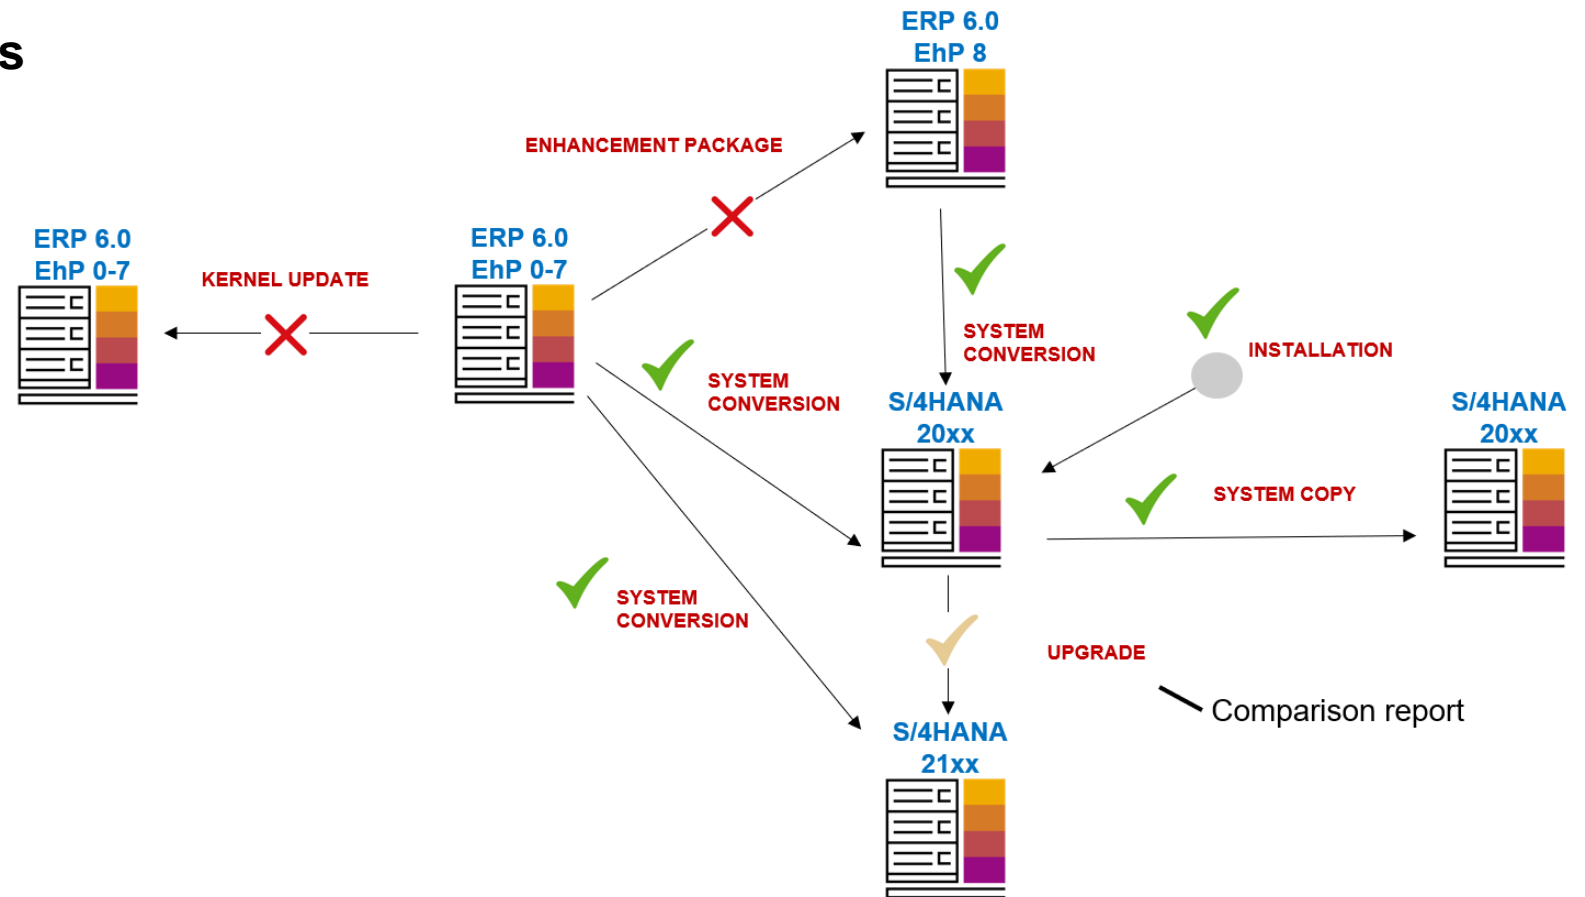 s
ERP 6.0
EhP 8
ENHANCEMENT PACKAGE
ERP 6.0
EhP 0-7
KERNEL UPDATE
ERP 6.0
EhP 0-7
SYSTEM
CONVERSION
INSTALLATION
SYSTEM
CONVERSION
S/4HANA
20xx
S/4HANA
20xx
SYSTEM COPY
SYSTEM
CONVERSION
UPGRADE
Comparison report
S/4HANA
21xx